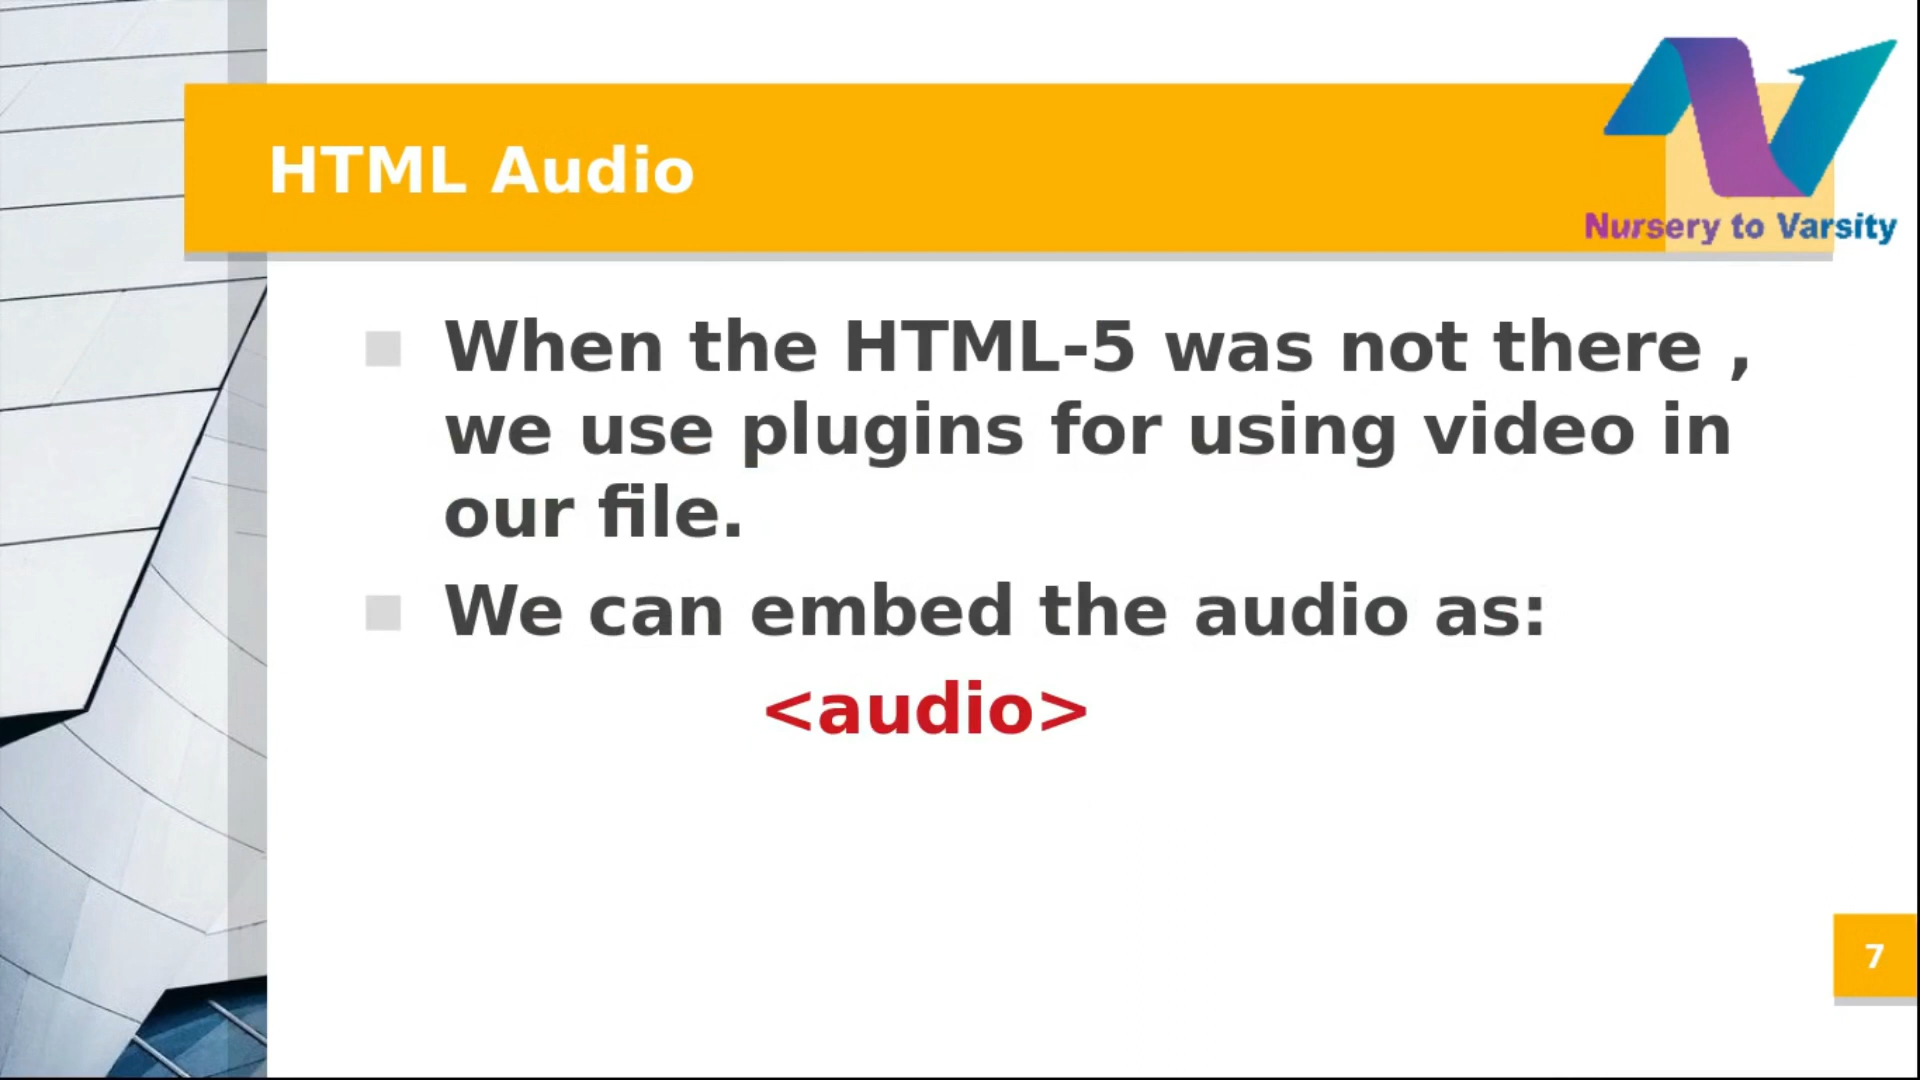 Nursery to Varsity
HTML Audio
When the HTML-5 was not there ,
we use plugins for using video in
our file.
We can embed the audio as:
<audio>
7